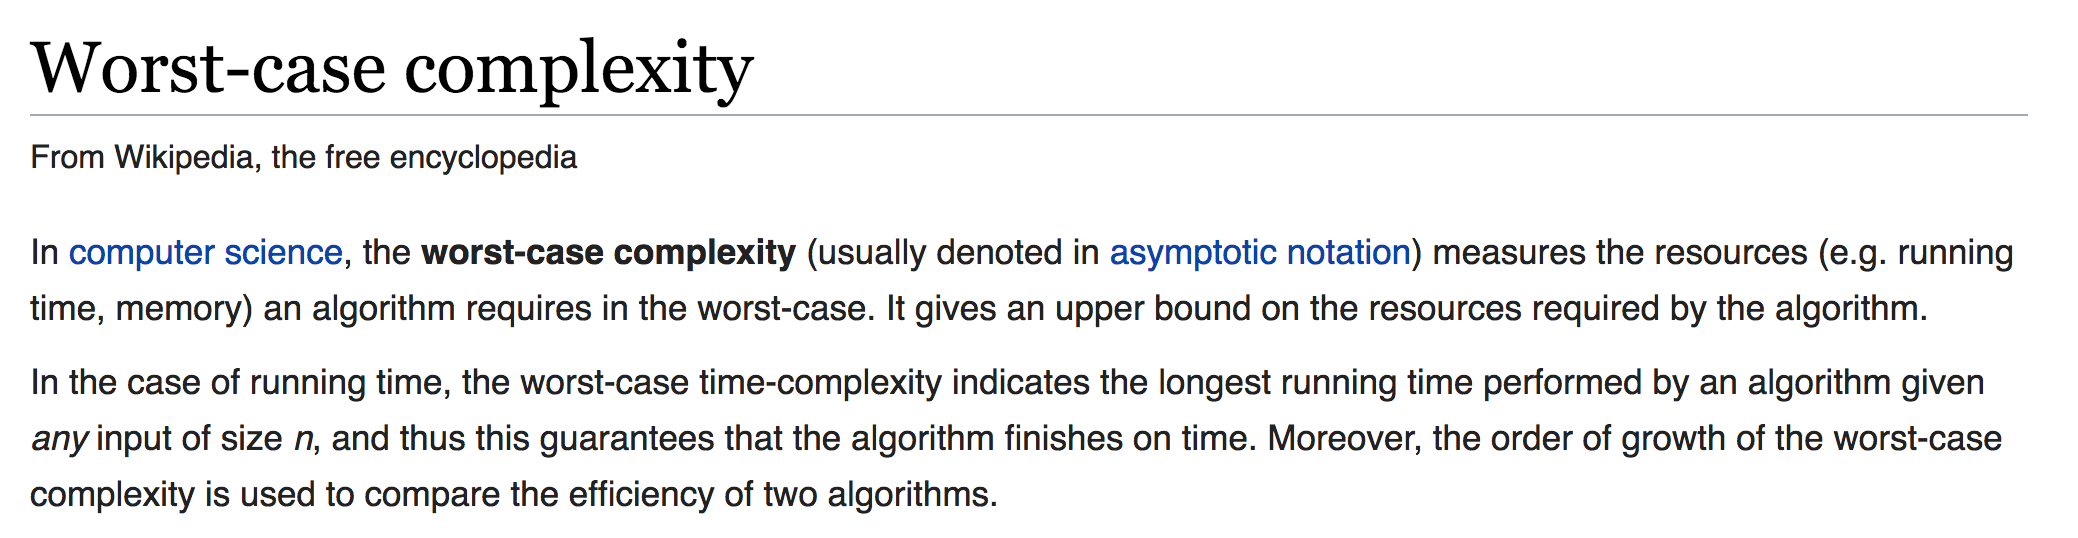 Worst-case complexity
From Wikipedia, the free encyclopedia
In computer science, the worst-case complexity (usually denoted in asymptotic notation) measures the resources (e.g. running
time, memory) an algorithm requires in the worst-case. It gives an upper bound on the resources required by the algorithm.
In the case of running time, the worst-case time-complexity indicates the longest running time performed by an algorithm given
any input of size n, and thus this guarantees that the algorithm finishes on time. Moreover, the order of growth of the worst-case
complexity is used to compare the efficiency of two algorithms.